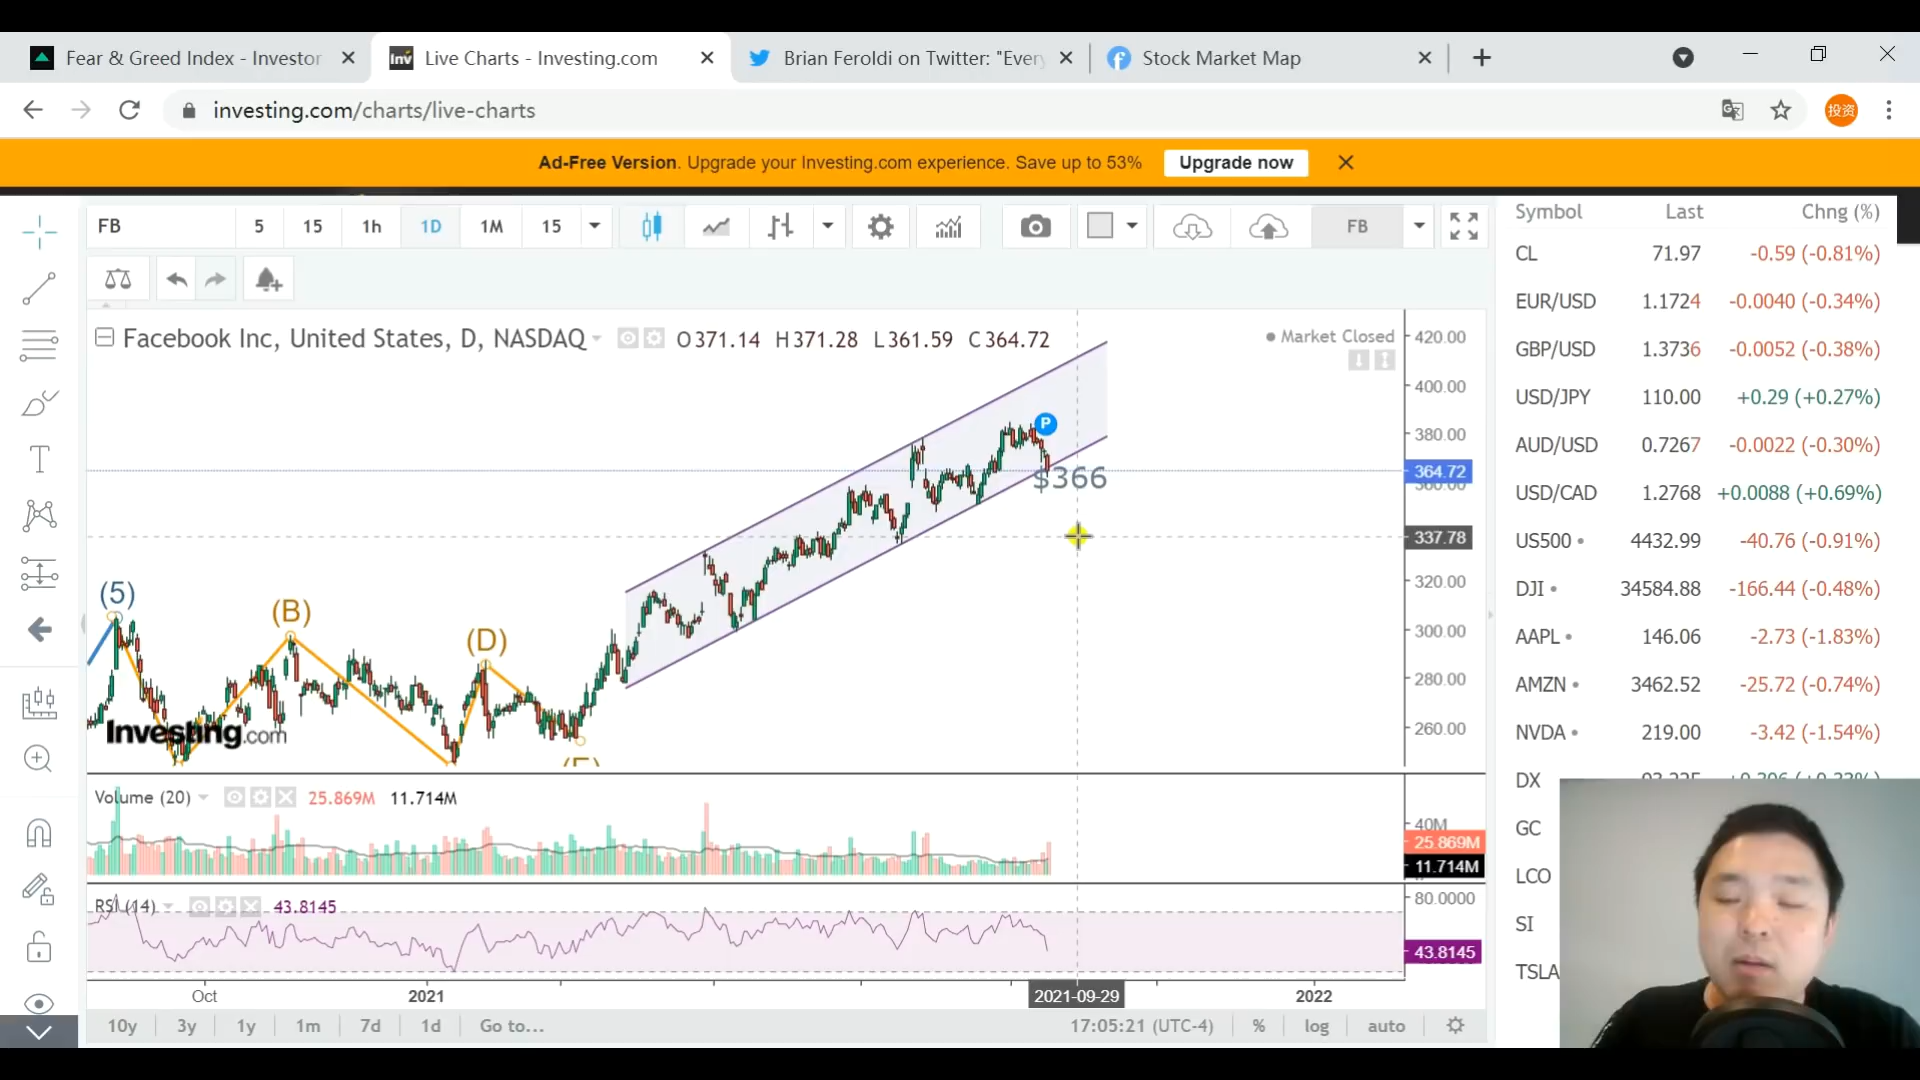 Fear & Greed Index - Investor
Live Charts - Investing.com
Brian Feroldi on Twitter: "Every
Stock Market Map
investing.com/charts/live-charts
投资
Ad-Free Version. Upgrade your Investing.com experience. Save up to 53%
Upgrade now
FB 5 15 1h 1D 1M 15 FB
Symbol Last Chng (%)
CL 71.97 -0.59 (-0.81%)
EUR/USD 1.1724 -0.0040 (-0.34%)
GBP/USD 1.3736 -0.0052 (-0.38%)
USD/JPY 110.00 +0.29 (+0.27%)
AUD/USD 0.7267 -0.0022 (-0.30%)
USD/CAD 1.2768 +0.0088 (+0.69%)
US500 4432.99 -40.76 (-0.91%)
DJI 34584.88 -166.44 (-0.48%)
AAPL 146.06 -2.73 (-1.83%)
AMZN 3462.52 -25.72 (-0.74%)
NVDA 219.00 -3.42 (-1.54%)
DX
GC
LCO
SI
TSLA
Facebook Inc, United States, D, NASDAQ O371.14 H371.28 L361.59 C364.72
Market Closed
420.00
400.00
380.00
364.72
360.00
337.78
320.00
300.00
280.00
260.00
P
$366
(5)
(B)
(D)
Investing.com
Volume (20) 25.869M 11.714M
40M
25.869M
11.714M
RSI (14) 43.8145
80.0000
43.8145
Oct 2021 2021-09-29 2022
10y 3y 1y 1m 7d 1d Go to... 17:05:21 (UTC-4) % log auto